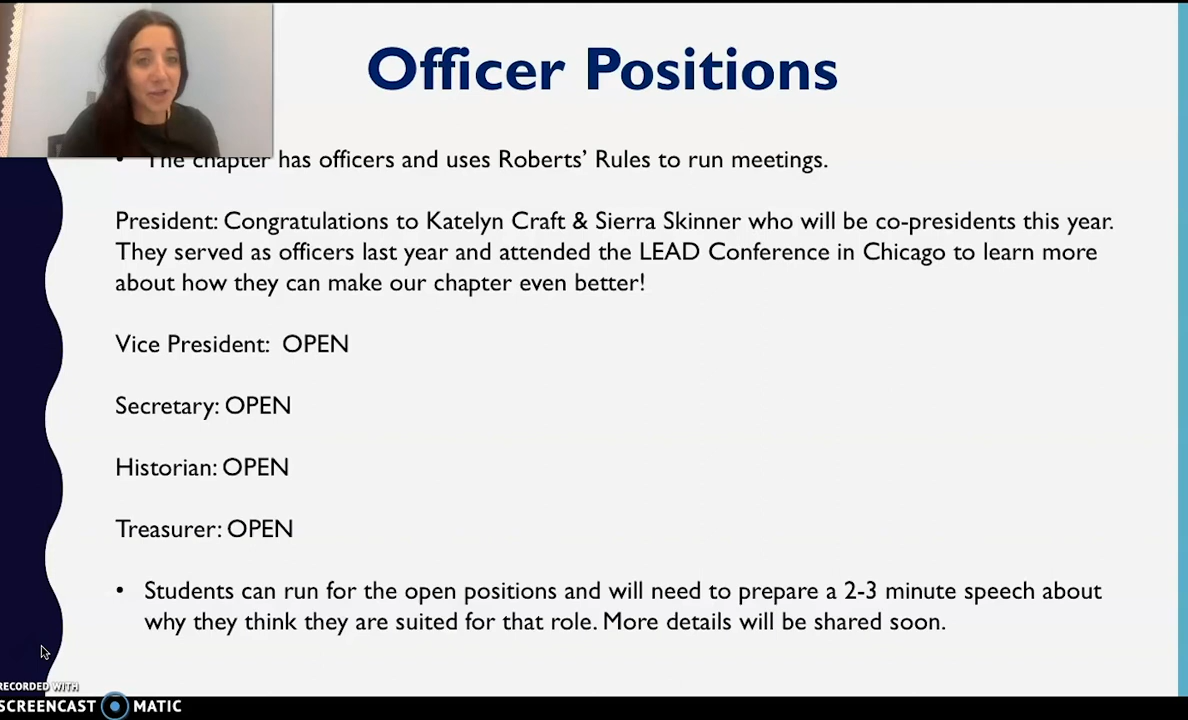 Officer Positions
• The chapter has officers and uses Roberts' Rules to run meetings.
President: Congratulations to Katelyn Craft & Sierra Skinner who will be co-presidents this year.
They served as officers last year and attended the LEAD Conference in Chicago to learn more
about how they can make our chapter even better!
Vice President: OPEN
Secretary: OPEN
Historian: OPEN
Treasurer: OPEN
• Students can run for the open positions and will need to prepare a 2-3 minute speech about
why they think they are suited for that role. More details will be shared soon.
RECORDED WITH
SCREENCAST MATIC